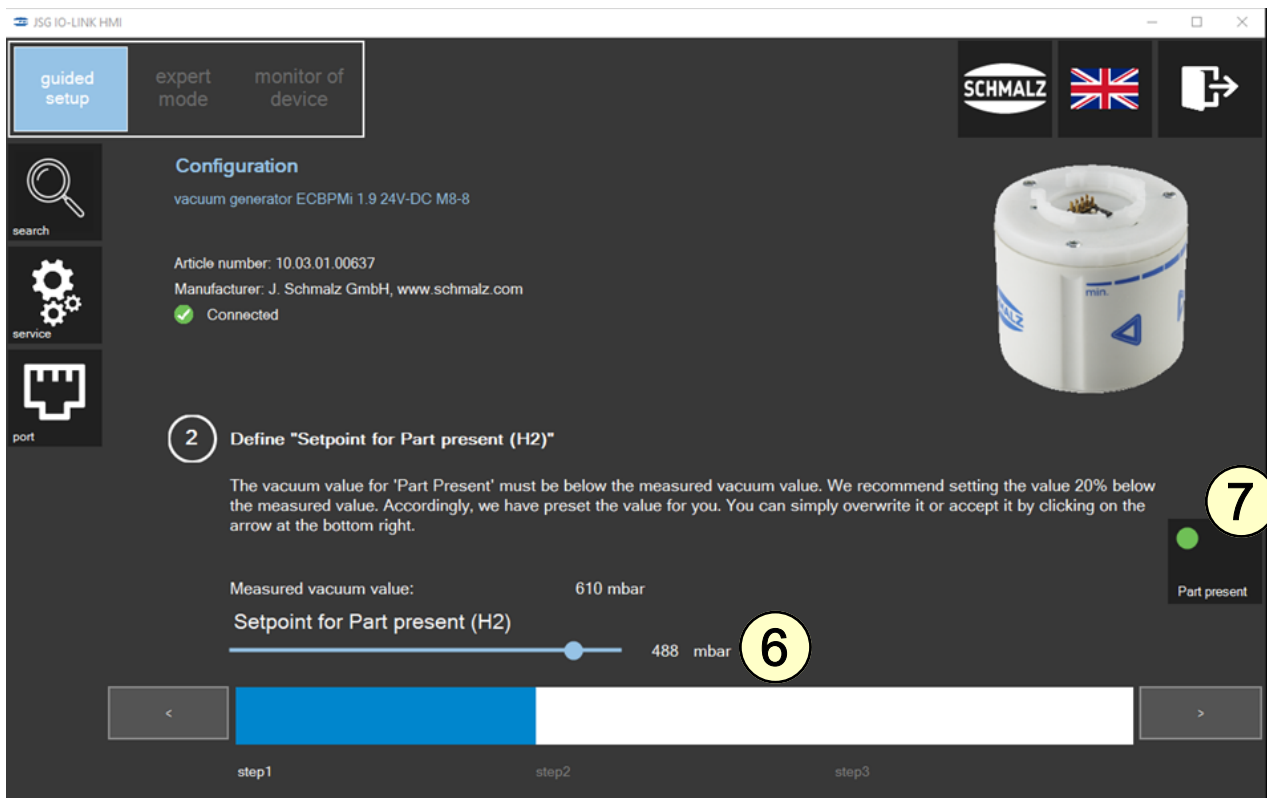 JSG IO-LINK HMI
guided
setup
expert
mode
monitor of
device
SCHMALZ
search
service
port
Configuration
vacuum generator ECBPMi 1.9 24V-DC M8-8
Article number: 10.03.01.00637
Manufacturer: J. Schmalz GmbH, www.schmalz.com
Connected
min.
2
Define "Setpoint for Part present (H2)"
The vacuum value for 'Part Present' must be below the measured vacuum value. We recommend setting the value 20% below
the measured value. Accordingly, we have preset the value for you. You can simply overwrite it or accept it by clicking on the
arrow at the bottom right.
7
Part present
Measured vacuum value: 610 mbar
Setpoint for Part present (H2)
488 mbar
6
<
>
step1
step2
step3